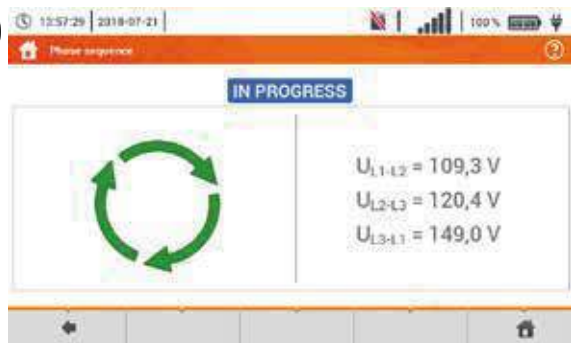 13:57:29 2018-07-21 100%
Phase sequence
IN PROGRESS
UL1-L2 = 109,3 V
UL2-L3 = 120,4 V
UL3-L1 = 149,0 V